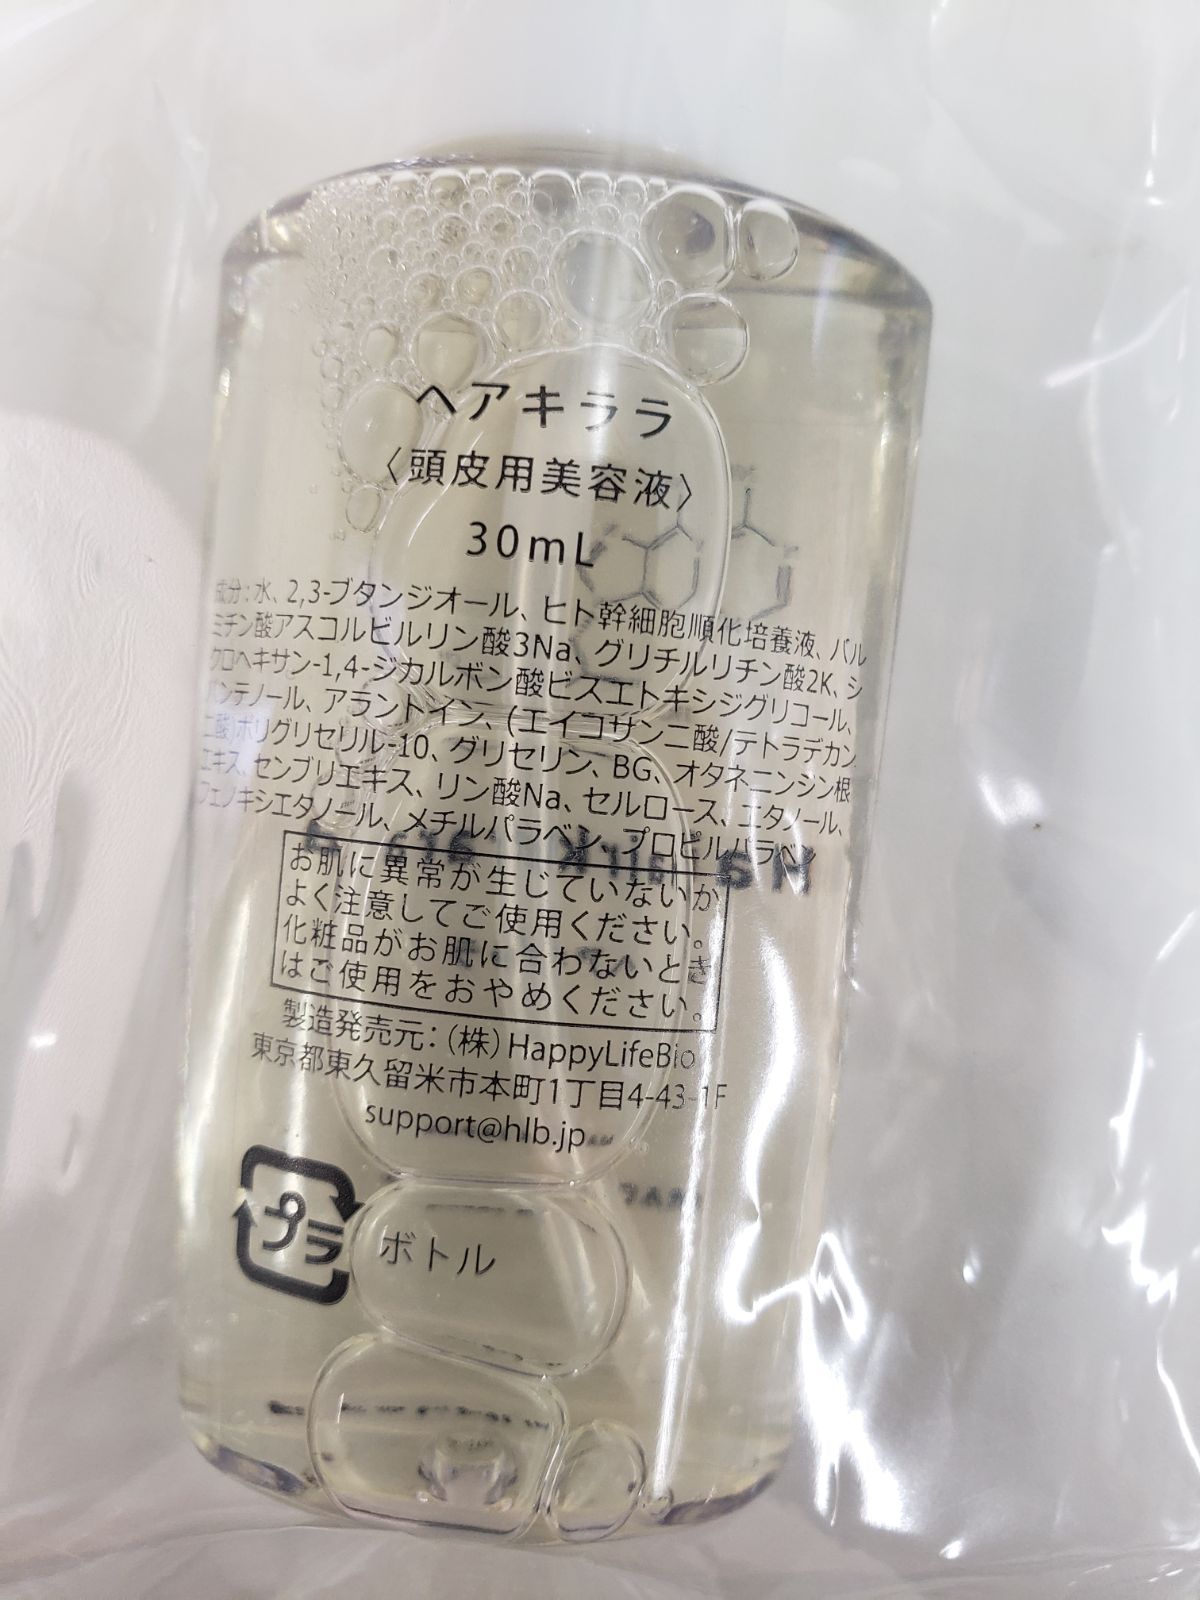 ヘアキララ
〈頭皮用美容液〉
30mL
成分：水、2,3-ブタンジオール、ヒト幹細胞順化培養液、パル
ミチン酸アスコルビルリン酸3Na、グリチルリチン酸2K、シ
クロヘキサン-1,4-ジカルボン酸ビスエトキシジグリコール、
パンテノール、アラントイン、(エイコサン二酸/テトラデカン
二酸)ポリグリセリル-10、グリセリン、BG、オタネニンジン根
エキス、センブリエキス、リン酸Na、セルロース、エタノール、
フェノキシエタノール、メチルパラベン、プロピルパラベン
お肌に異常が生じていないか
よく注意してご使用ください。
化粧品がお肌に合わないとき
はご使用をおやめください。
製造発売元：(株)HappyLifeBio
東京都東久留米市本町1丁目4-43-1F
support@hlb.jp
プラ ボトル